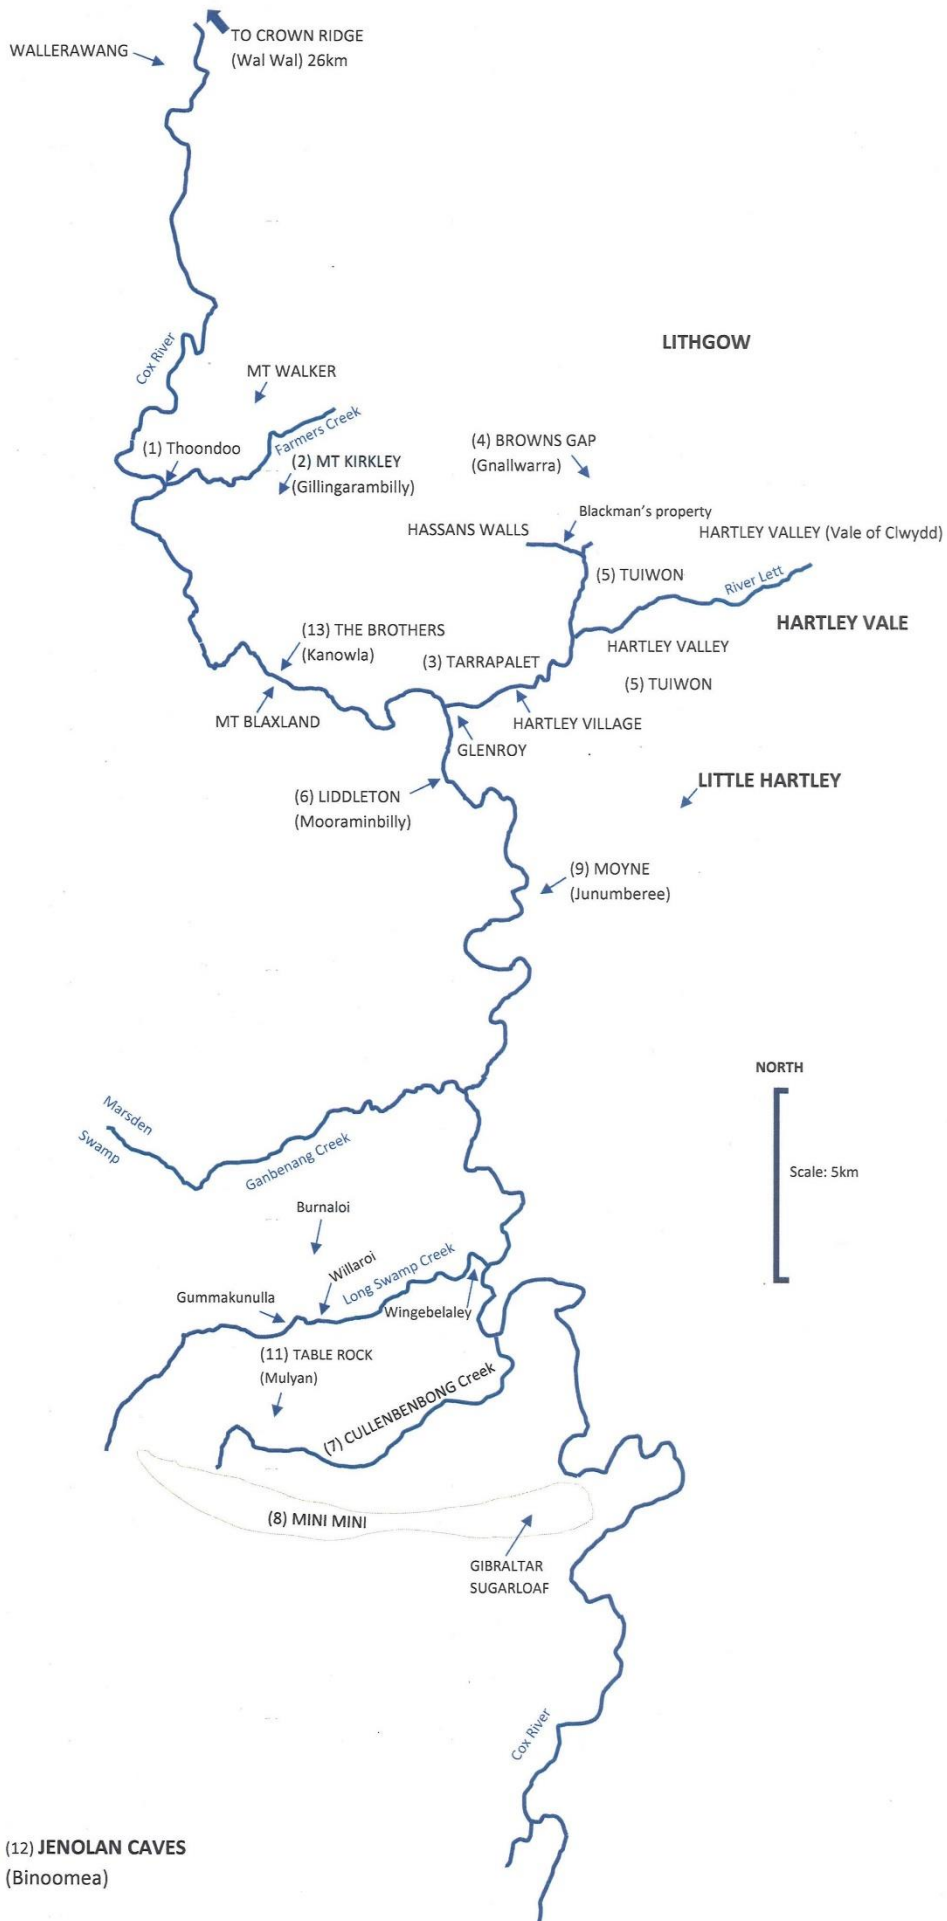 TO CROWN RIDGE
(Wal Wal) 26km
WALLERAWANG
LITHGOW
Cox River
MT WALKER
Farmers Creek
(1) Thoondoo
(2) MT KIRKLEY
(Gillingarambilly)
(4) BROWNS GAP
(Gnallwarra)
Blackman's property
HASSANS WALLS
HARTLEY VALLEY (Vale of Clwydd)
(5) TUIWON
River Lett
HARTLEY VALE
(13) THE BROTHERS
(Kanowla)
(3) TARRAPALET
HARTLEY VALLEY
(5) TUIWON
MT BLAXLAND
HARTLEY VILLAGE
GLENROY
(6) LIDDLETON
(Mooraminbilly)
LITTLE HARTLEY
(9) MOYNE
(Junumberee)
NORTH
Scale: 5km
Marsden
Swamp
Ganbenang Creek
Burnaloi
Willaroi
Long Swamp Creek
Gummakunulla
Wingebelaley
(11) TABLE ROCK
(Mulyan)
(7) CULLENBENBONG Creek
(8) MINI MINI
GIBRALTAR
SUGARLOAF
Cox River
(12) JENOLAN CAVES
(Binoomea)